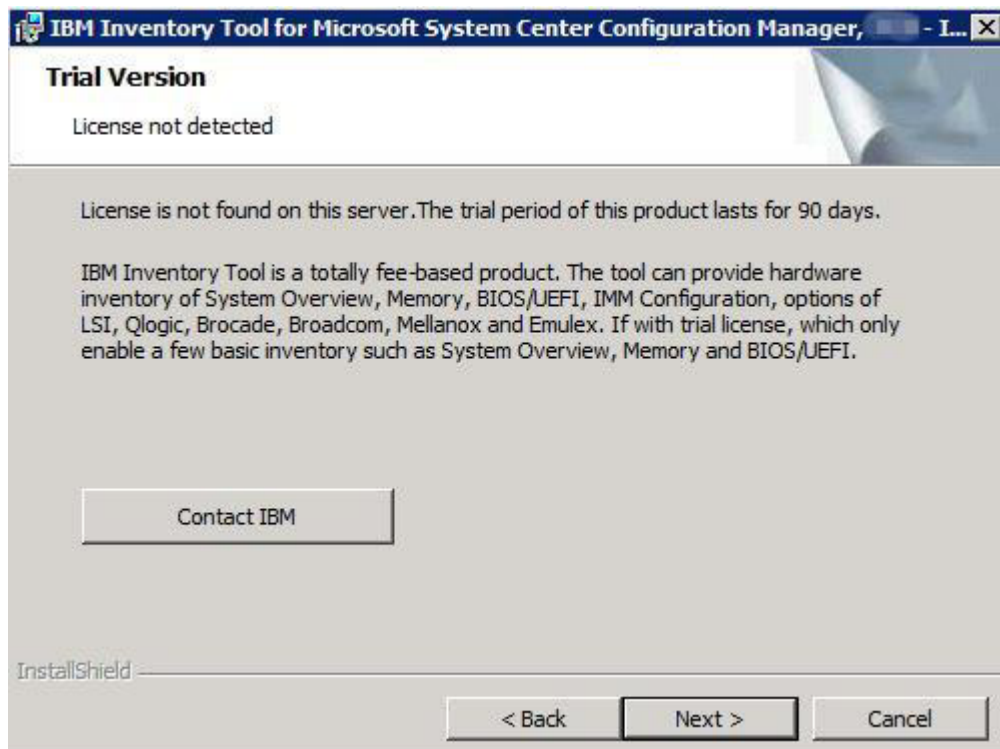 IBM Inventory Tool for Microsoft System Center Configuration Manager, - I...
Trial Version
License not detected
License is not found on this server.The trial period of this product lasts for 90 days.
IBM Inventory Tool is a totally fee-based product. The tool can provide hardware
inventory of System Overview, Memory, BIOS/UEFI, IMM Configuration, options of
LSI, Qlogic, Brocade, Broadcom, Mellanox and Emulex. If with trial license, which only
enable a few basic inventory such as System Overview, Memory and BIOS/UEFI.
Contact IBM
InstallShield
< Back
Next >
Cancel